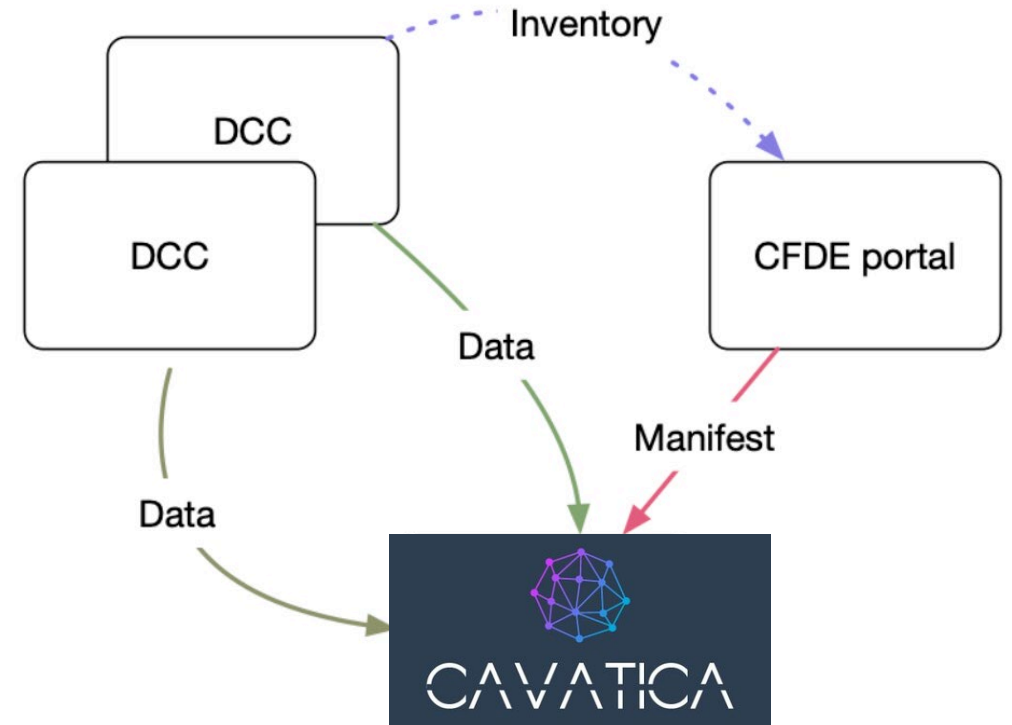 Inventory
DCC
DCC
CFDE portal
Data
Manifest
Data
CAVATICA